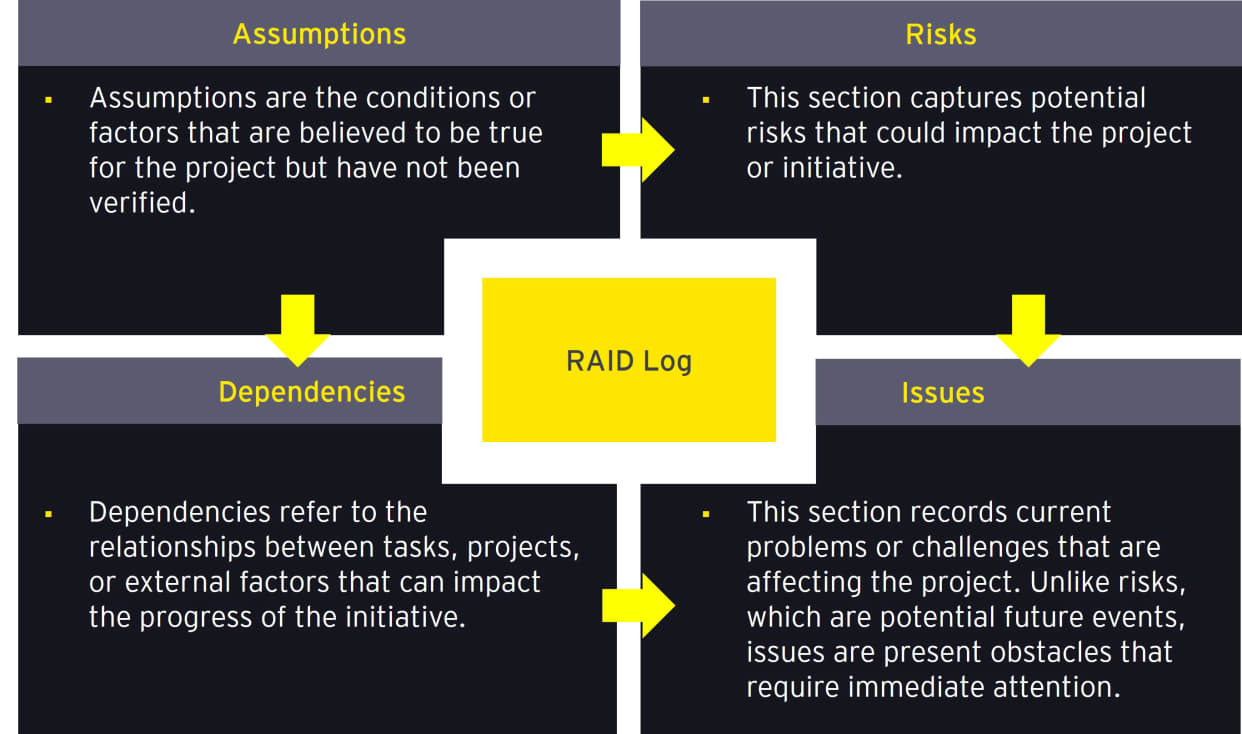 Assumptions
▪ Assumptions are the conditions or
factors that are believed to be true
for the project but have not been
verified.
Risks
▪ This section captures potential
risks that could impact the project
or initiative.
RAID Log
Dependencies
▪ Dependencies refer to the
relationships between tasks, projects,
or external factors that can impact
the progress of the initiative.
Issues
▪ This section records current
problems or challenges that are
affecting the project. Unlike risks,
which are potential future events,
issues are present obstacles that
require immediate attention.